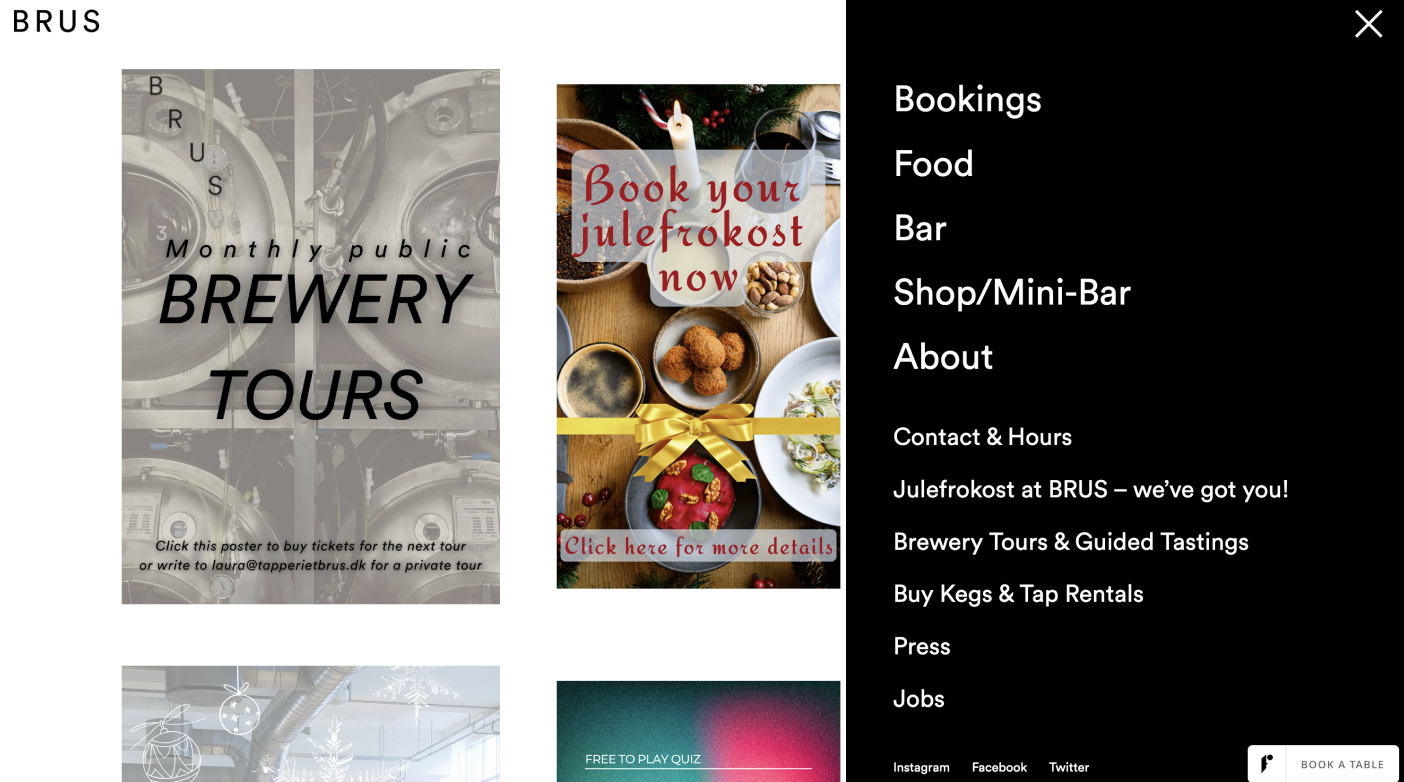 BRUS
B
R
U
S
3
Monthly public
BREWERY
TOURS
Click this poster to buy tickets for the next tour
or write to laura@tapperietbrus.dk for a private tour
Book your
julefrokost
now
Click here for more details
FREE TO PLAY QUIZ
Bookings
Food
Bar
Shop/Mini-Bar
About
Contact & Hours
Julefrokost at BRUS – we’ve got you!
Brewery Tours & Guided Tastings
Buy Kegs & Tap Rentals
Press
Jobs
Instagram Facebook Twitter
BOOK A TABLE